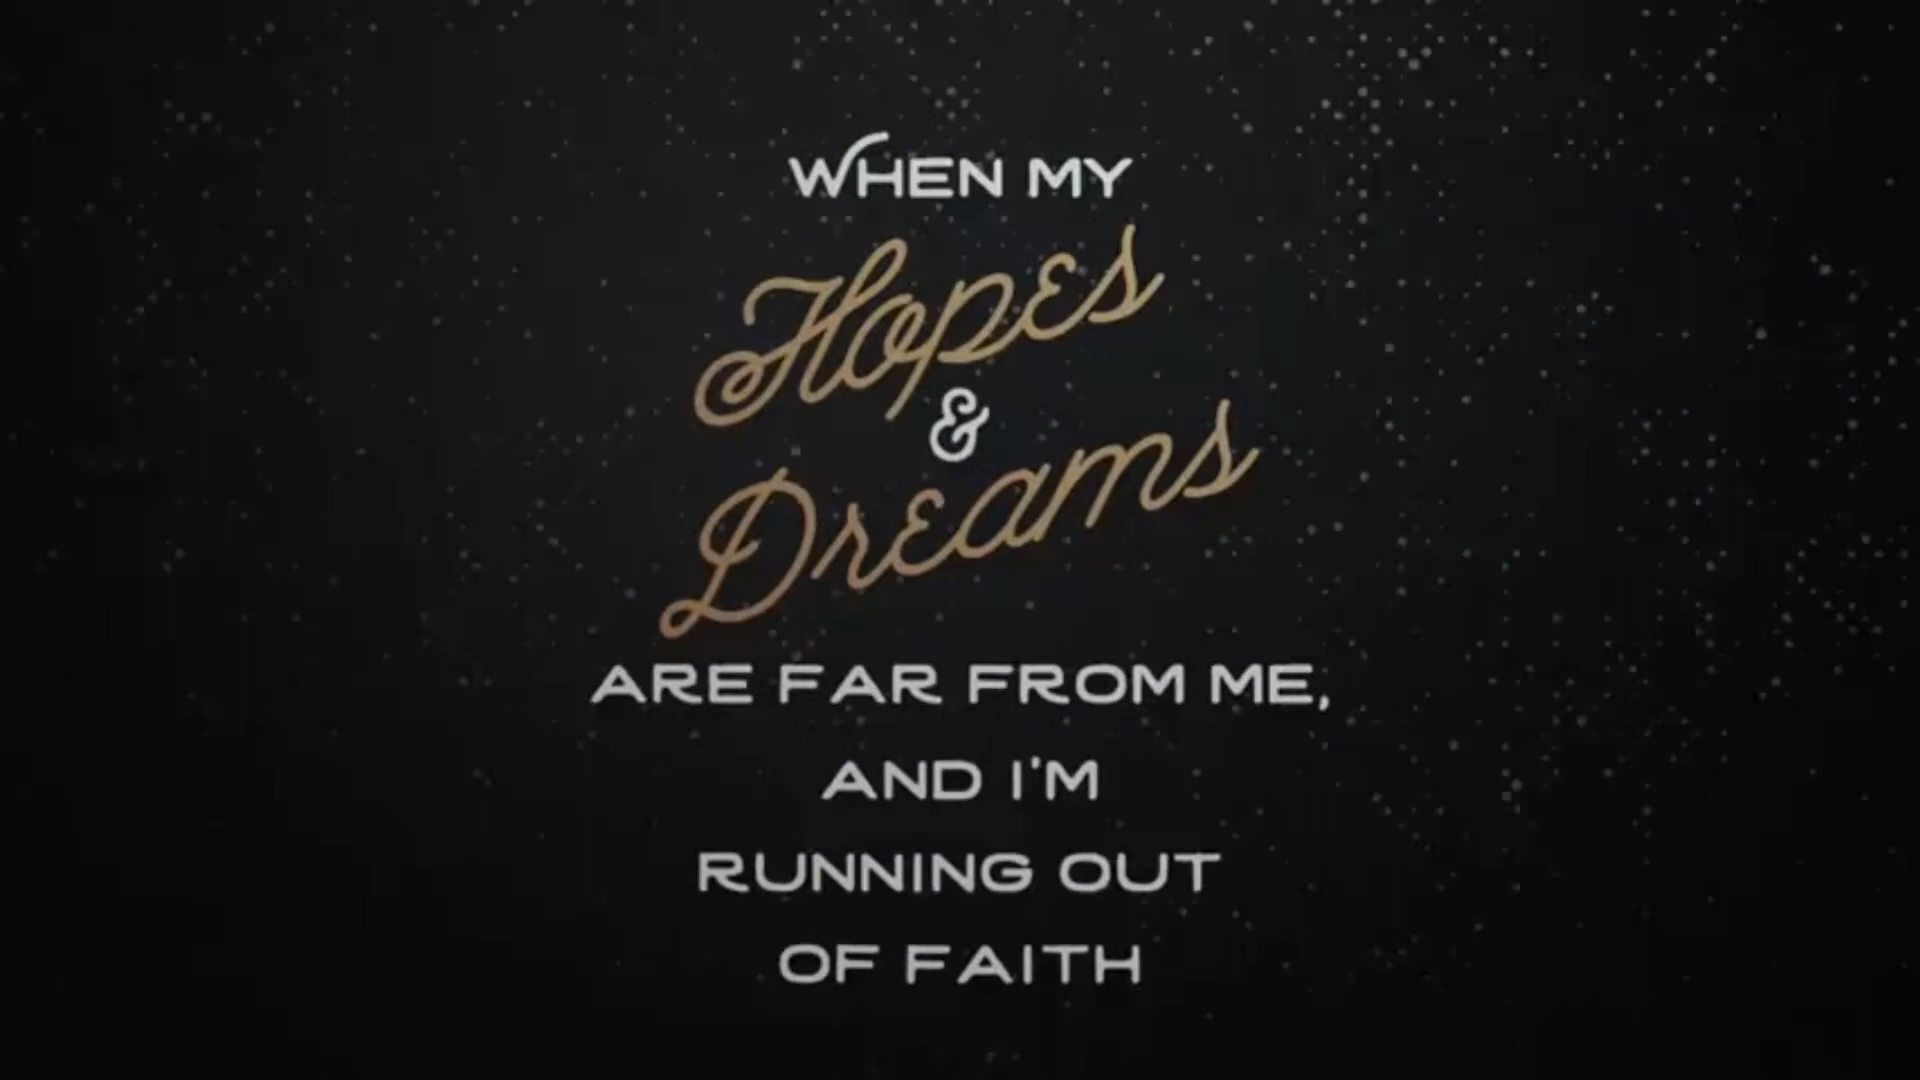 WHEN MY
Hopes
&
Dreams
ARE FAR FROM ME,
AND I'M
RUNNING OUT
OF FAITH